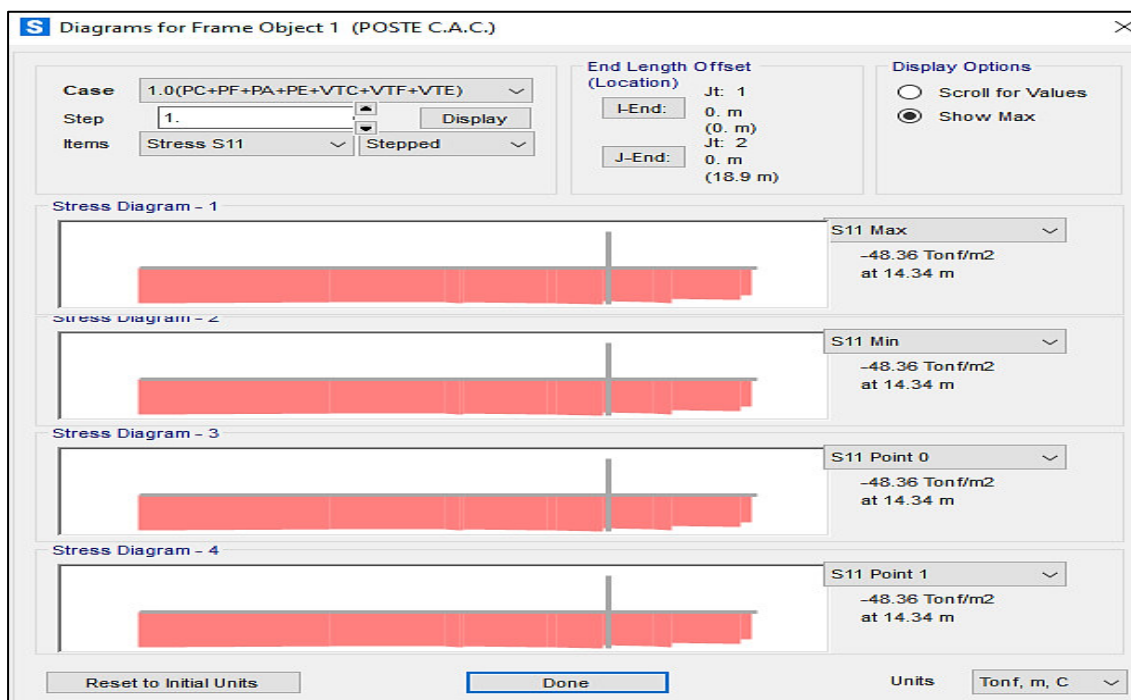 S Diagrams for Frame Object 1 (POSTE C.A.C.)
Case 1.0(PC+PF+PA+PE+VTC+VTF+VTE)
Step 1. Display
Items Stress S11 Stepped
End Length Offset
(Location)
Jt: 1
I-End: 0. m
(0. m)
Jt: 2
J-End: 0. m
(18.9 m)
Display Options
Scroll for Values
Show Max
Stress Diagram - 1
S11 Max
-48.36 Tonf/m2
at 14.34 m
Stress Diagram - 2
S11 Min
-48.36 Tonf/m2
at 14.34 m
Stress Diagram - 3
S11 Point 0
-48.36 Tonf/m2
at 14.34 m
Stress Diagram - 4
S11 Point 1
-48.36 Tonf/m2
at 14.34 m
Reset to Initial Units Done Units Tonf, m, C